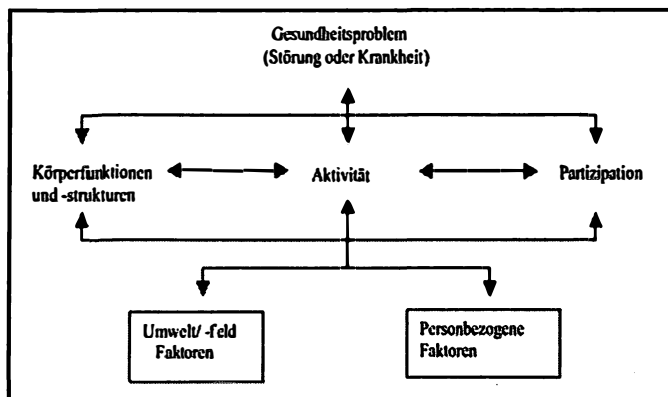 Gesundheitsproblem
(Störung oder Krankheit)
Körperfunktionen
und -strukturen
Aktivität
Partizipation
Umwelt/ -feld
Faktoren
Personbezogene
Faktoren